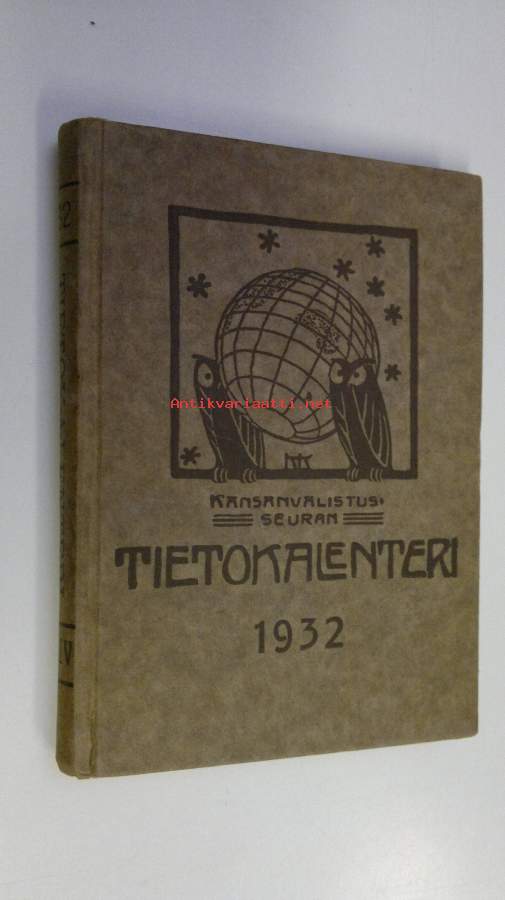 Antikvariaatti.net
KANSANVALISTUS-
SEURAN
TIETOKALENTERI
1932